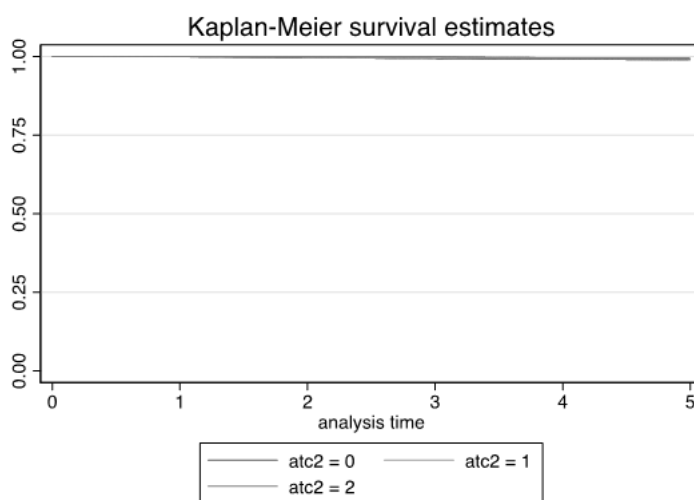 Kaplan-Meier survival estimates
1.00
0.75
0.50
0.25
0.00
0 1 2 3 4 5
analysis time
atc2 = 0 atc2 = 1
atc2 = 2